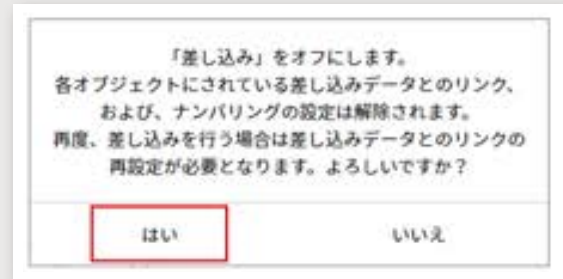 「差し込み」をオフにします。
各オブジェクトにされている差し込みデータとのリンク、
および、ナンバリングの設定は解除されます。
再度、差し込みを行う場合は差し込みデータとのリンクの
再設定が必要となります。よろしいですか？
はい
いいえ